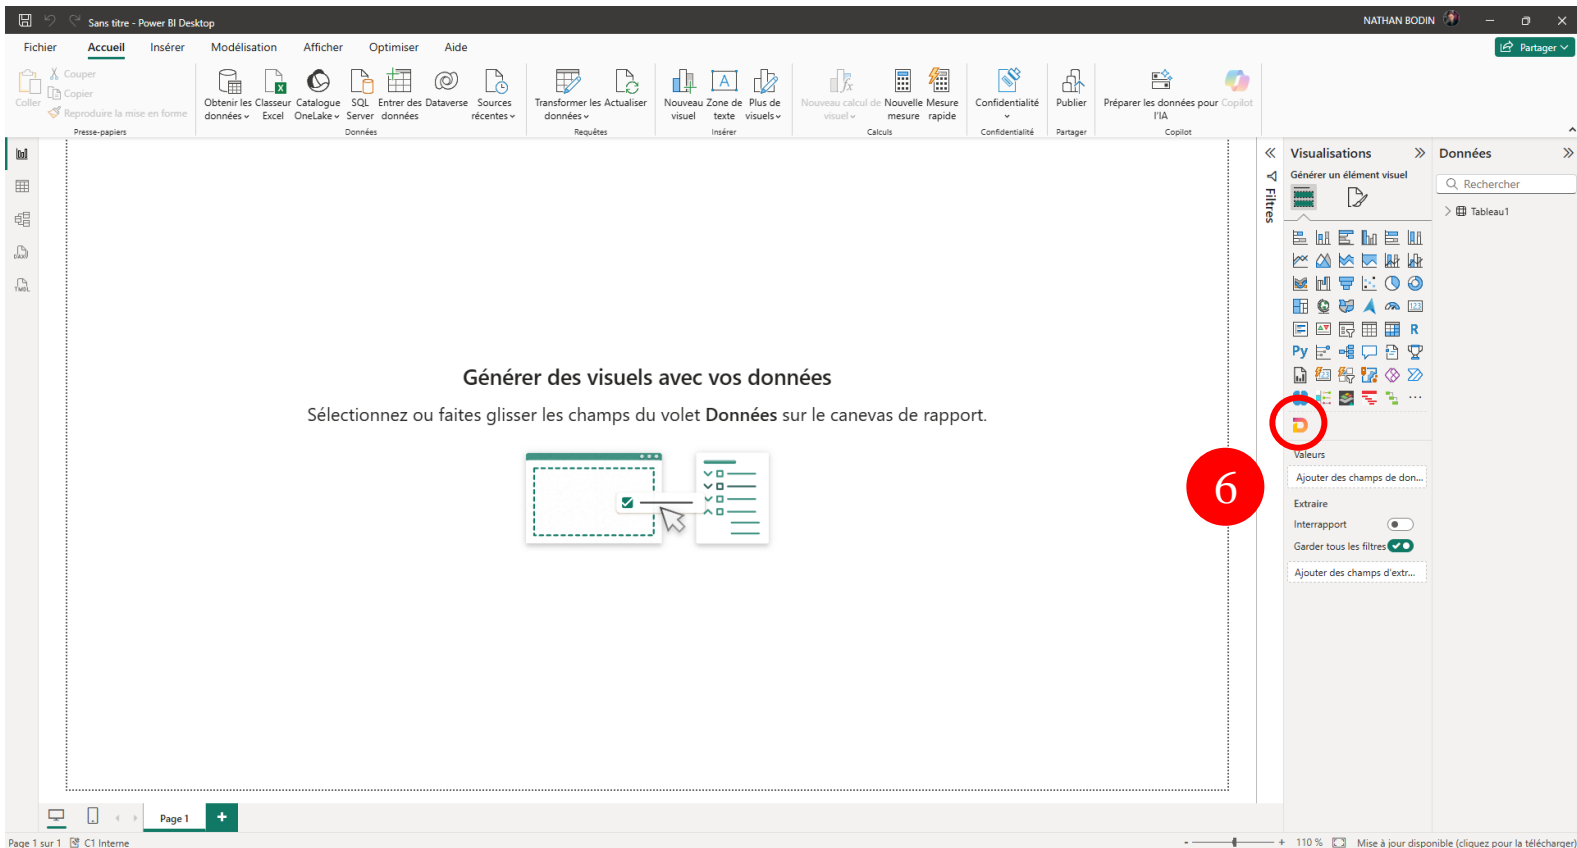 Sans titre - Power BI Desktop
NATHAN BODIN
Fichier Accueil Insérer Modélisation Afficher Optimiser Aide
Partager
Coller
Couper
Copier
Reproduire la mise en forme
Presse-papiers
Obtenir les données
Classeur Excel
Catalogue OneLake
SQL Server
Entrer des données
Dataverse
Sources récentes
Données
Transformer les données
Actualiser
Requêtes
Nouveau visuel
Zone de texte
Plus de visuels
Insérer
Nouveau calcul de visuel
Nouvelle mesure
Mesure rapide
Calculs
Confidentialité
Confidentialité
Publier
Partager
Préparer les données pour l'IA
Copilot
Copilot
DAX
TMDL
Générer des visuels avec vos données
Sélectionnez ou faites glisser les champs du volet Données sur le canevas de rapport.
6
Filtres
Visualisations
Générer un élément visuel
123
R
Py
123
Valeurs
Ajouter des champs de don...
Extraire
Interrapport
Garder tous les filtres
Ajouter des champs d'extr...
Données
Rechercher
Tableau1
Page 1
Page 1 sur 1
C1 Interne
- + 110 %
Mise à jour disponible (cliquez pour la télécharger)